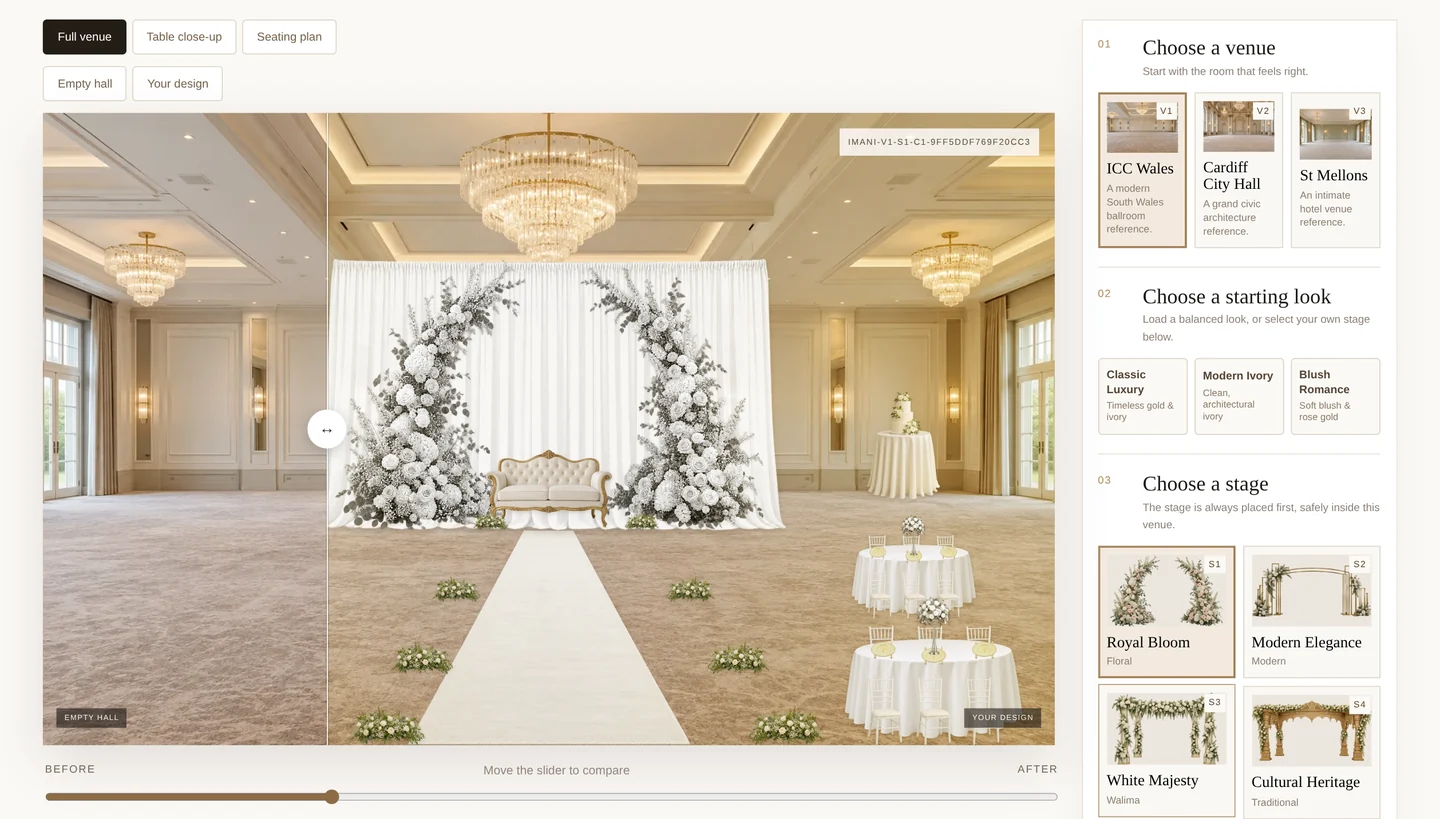 Full venue
Table close-up
Seating plan
Empty hall
Your design
IMANI-V1-S1-C1-9FF5DDF769F20CC3
EMPTY HALL
YOUR DESIGN
BEFORE
Move the slider to compare
AFTER
01
Choose a venue
Start with the room that feels right.
V1
ICC Wales
A modern
South Wales
ballroom
reference.
V2
Cardiff
City Hall
A grand civic
architecture
reference.
V3
St Mellons
An intimate
hotel venue
reference.
02
Choose a starting look
Load a balanced look, or select your own stage
below.
Classic
Luxury
Timeless gold &
ivory
Modern Ivory
Clean,
architectural
ivory
Blush
Romance
Soft blush &
rose gold
03
Choose a stage
The stage is always placed first, safely inside this
venue.
S1
Royal Bloom
Floral
S2
Modern Elegance
Modern
S3
White Majesty
Walima
S4
Cultural Heritage
Traditional